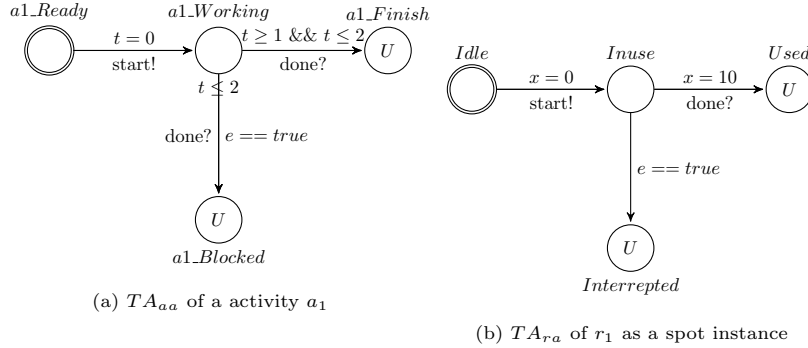 a1_Ready
a1_Working
a1_Finish
t = 0
start!
t ≥ 1 && t ≤ 2
done?
U
t ≤ 2
done?
e == true
U
a1_Blocked
(a) TA_aa of a activity a_1
Idle
Inuse
Used
x = 0
start!
x = 10
done?
U
e == true
U
Interrepted
(b) TA_ra of r_1 as a spot instance